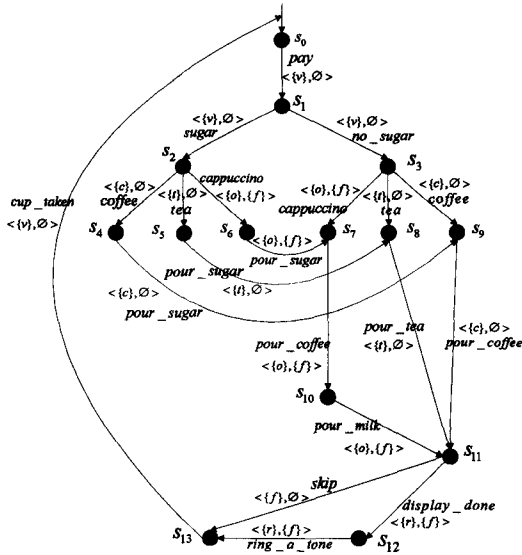 s0
pay
<{v},∅>
s1
<{v},∅>
sugar
<{v},∅>
no_sugar
s2
s3
<{c},∅>
coffee
<{t},∅>
tea
cappuccino
<{o},{f}>
<{o},{f}>
cappuccino
<{t},∅>
tea
<{c},∅>
coffee
cup_taken
<{v},∅>
s4
s5
s6
s7
s8
s9
<{o},{f}>
pour_sugar
pour_sugar
<{t},∅>
<{c},∅>
pour_sugar
pour_coffee
<{o},{f}>
pour_tea
<{t},∅>
<{c},∅>
pour_coffee
s10
pour_milk
<{o},{f}>
s11
skip
<{f},∅>
display_done
<{r},{f}>
s13
<{r},{f}>
ring_a_tone
s12